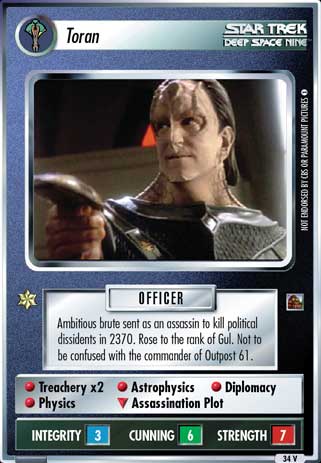 Toran
STAR TREK
DEEP SPACE NINE
NOT ENDORSED BY CBS OR PARAMOUNT PICTURES
OFFICER
Ambitious brute sent as an assassin to kill political
dissidents in 2370. Rose to the rank of Gul. Not to
be confused with the commander of Outpost 61.
Treachery x2 Astrophysics Diplomacy
Physics Assassination Plot
INTEGRITY 3 CUNNING 6 STRENGTH 7
34 V